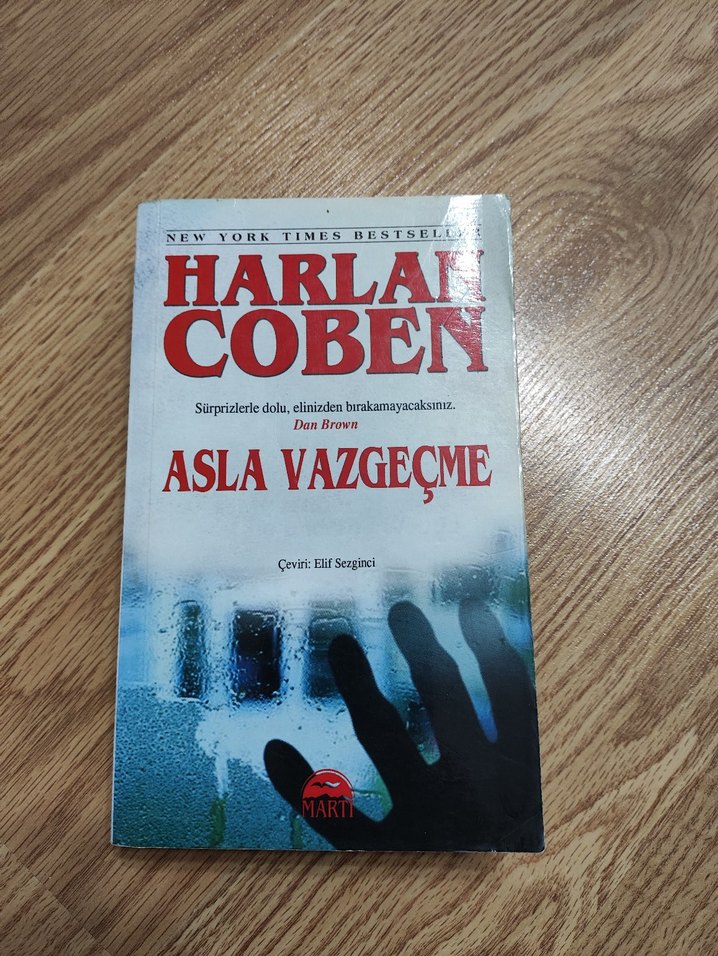 NEW YORK TIMES BESTSELLER
HARLAN
COBEN
Sürprizlerle dolu, elinizden bırakamayacaksınız.
Dan Brown
ASLA VAZGEÇME
Çeviri: Elif Sezginci
MARTI